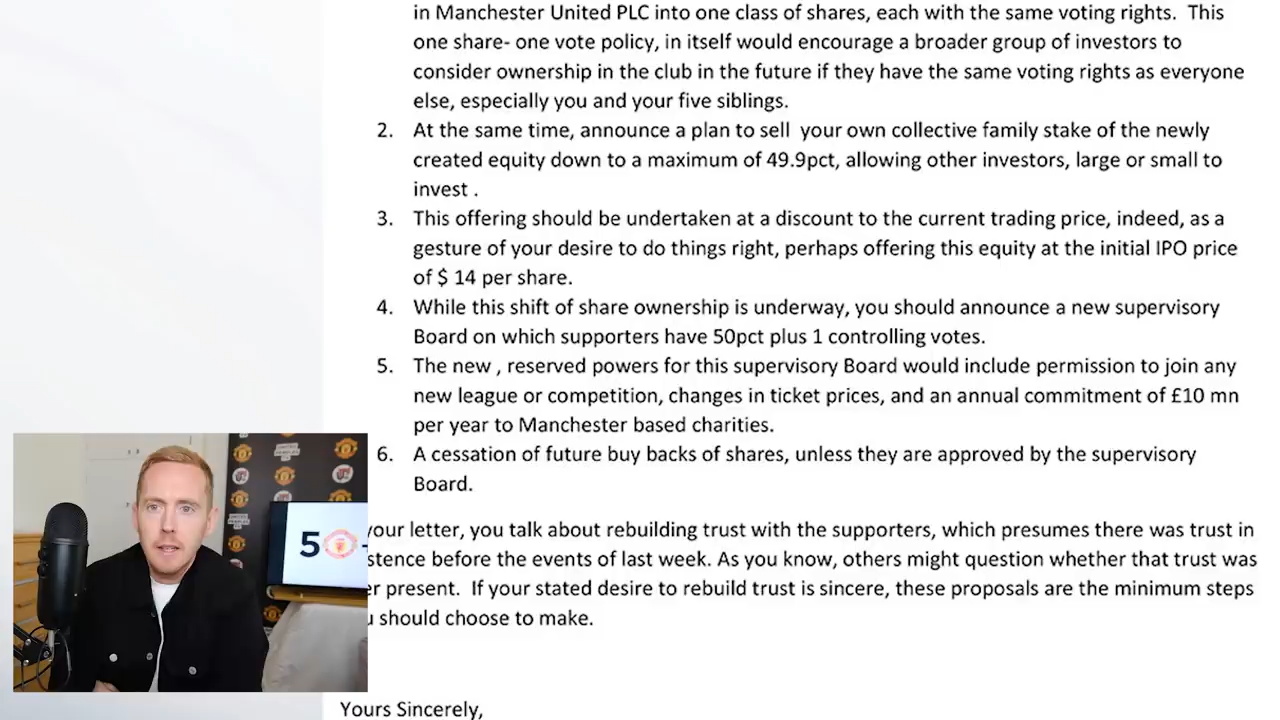 in Manchester United PLC into one class of shares, each with the same voting rights.  This
one share- one vote policy, in itself would encourage a broader group of investors to
consider ownership in the club in the future if they have the same voting rights as everyone
else, especially you and your five siblings.
2. At the same time, announce a plan to sell  your own collective family stake of the newly
created equity down to a maximum of 49.9pct, allowing other investors, large or small to
invest .
3. This offering should be undertaken at a discount to the current trading price, indeed, as a
gesture of your desire to do things right, perhaps offering this equity at the initial IPO price
of $ 14 per share.
4. While this shift of share ownership is underway, you should announce a new supervisory
Board on which supporters have 50pct plus 1 controlling votes.
5. The new , reserved powers for this supervisory Board would include permission to join any
new league or competition, changes in ticket prices, and an annual commitment of £10 mn
per year to Manchester based charities.
6. A cessation of future buy backs of shares, unless they are approved by the supervisory
Board.
your letter, you talk about rebuilding trust with the supporters, which presumes there was trust in
stence before the events of last week. As you know, others might question whether that trust was
er present.  If your stated desire to rebuild trust is sincere, these proposals are the minimum steps
should choose to make.
Yours Sincerely,
5